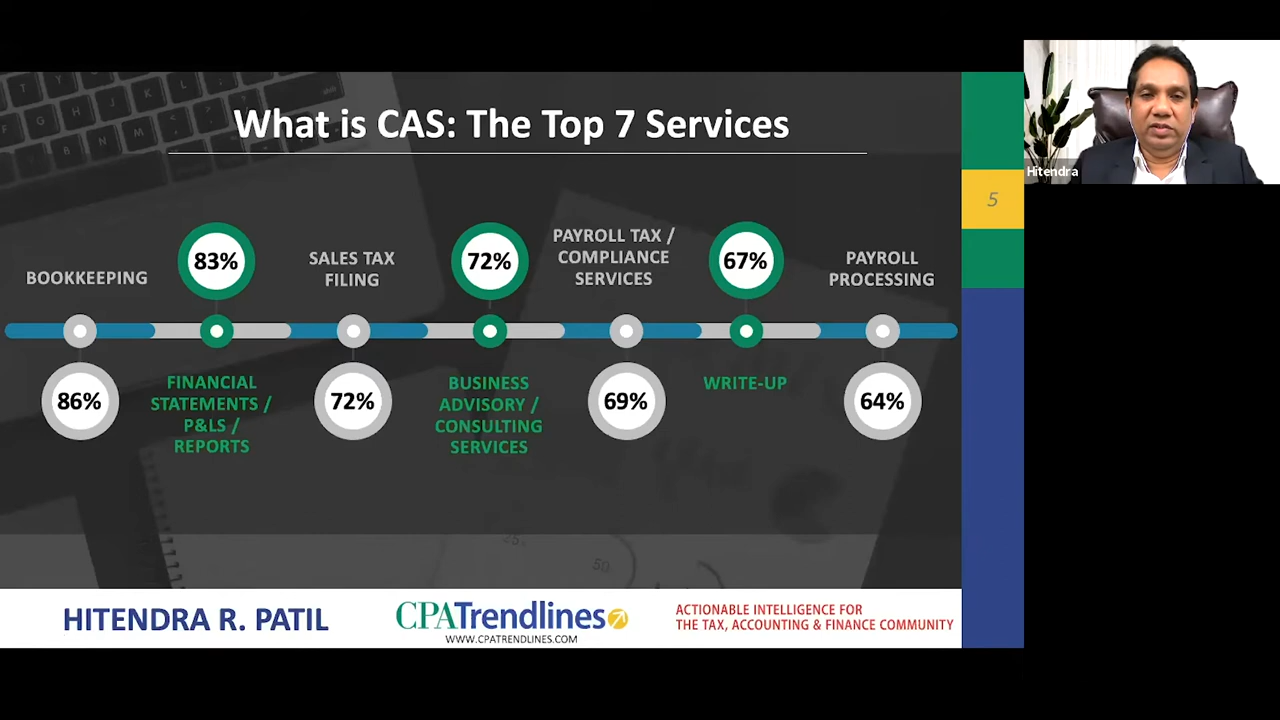 What is CAS: The Top 7 Services
5
Hitendra
BOOKKEEPING
86%
83%
FINANCIAL
STATEMENTS /
P&LS /
REPORTS
SALES TAX
FILING
72%
72%
BUSINESS
ADVISORY /
CONSULTING
SERVICES
PAYROLL TAX /
COMPLIANCE
SERVICES
69%
67%
WRITE-UP
PAYROLL
PROCESSING
64%
25
50
HITENDRA R. PATIL
CPATrendlines
WWW.CPATRENDLINES.COM
ACTIONABLE INTELLIGENCE FOR
THE TAX, ACCOUNTING & FINANCE COMMUNITY